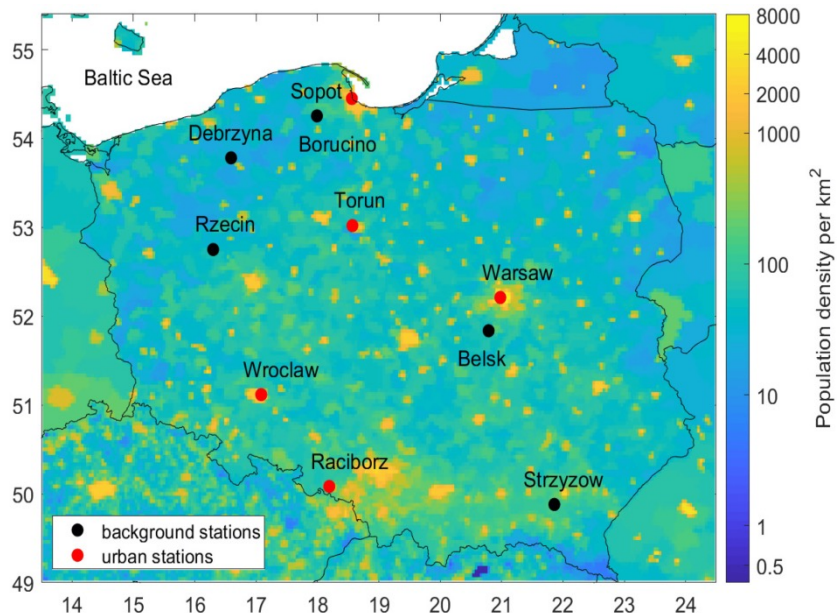 55
54
53
52
51
50
49
14
15
16
17
18
19
20
21
22
23
24
Baltic Sea
Sopot
Borucino
Debrzyna
Torun
Rzecin
Warsaw
Belsk
Wroclaw
Raciborz
Strzyzow
background stations
urban stations
8000
4000
2000
1000
100
10
1
0.5
Population density per km²